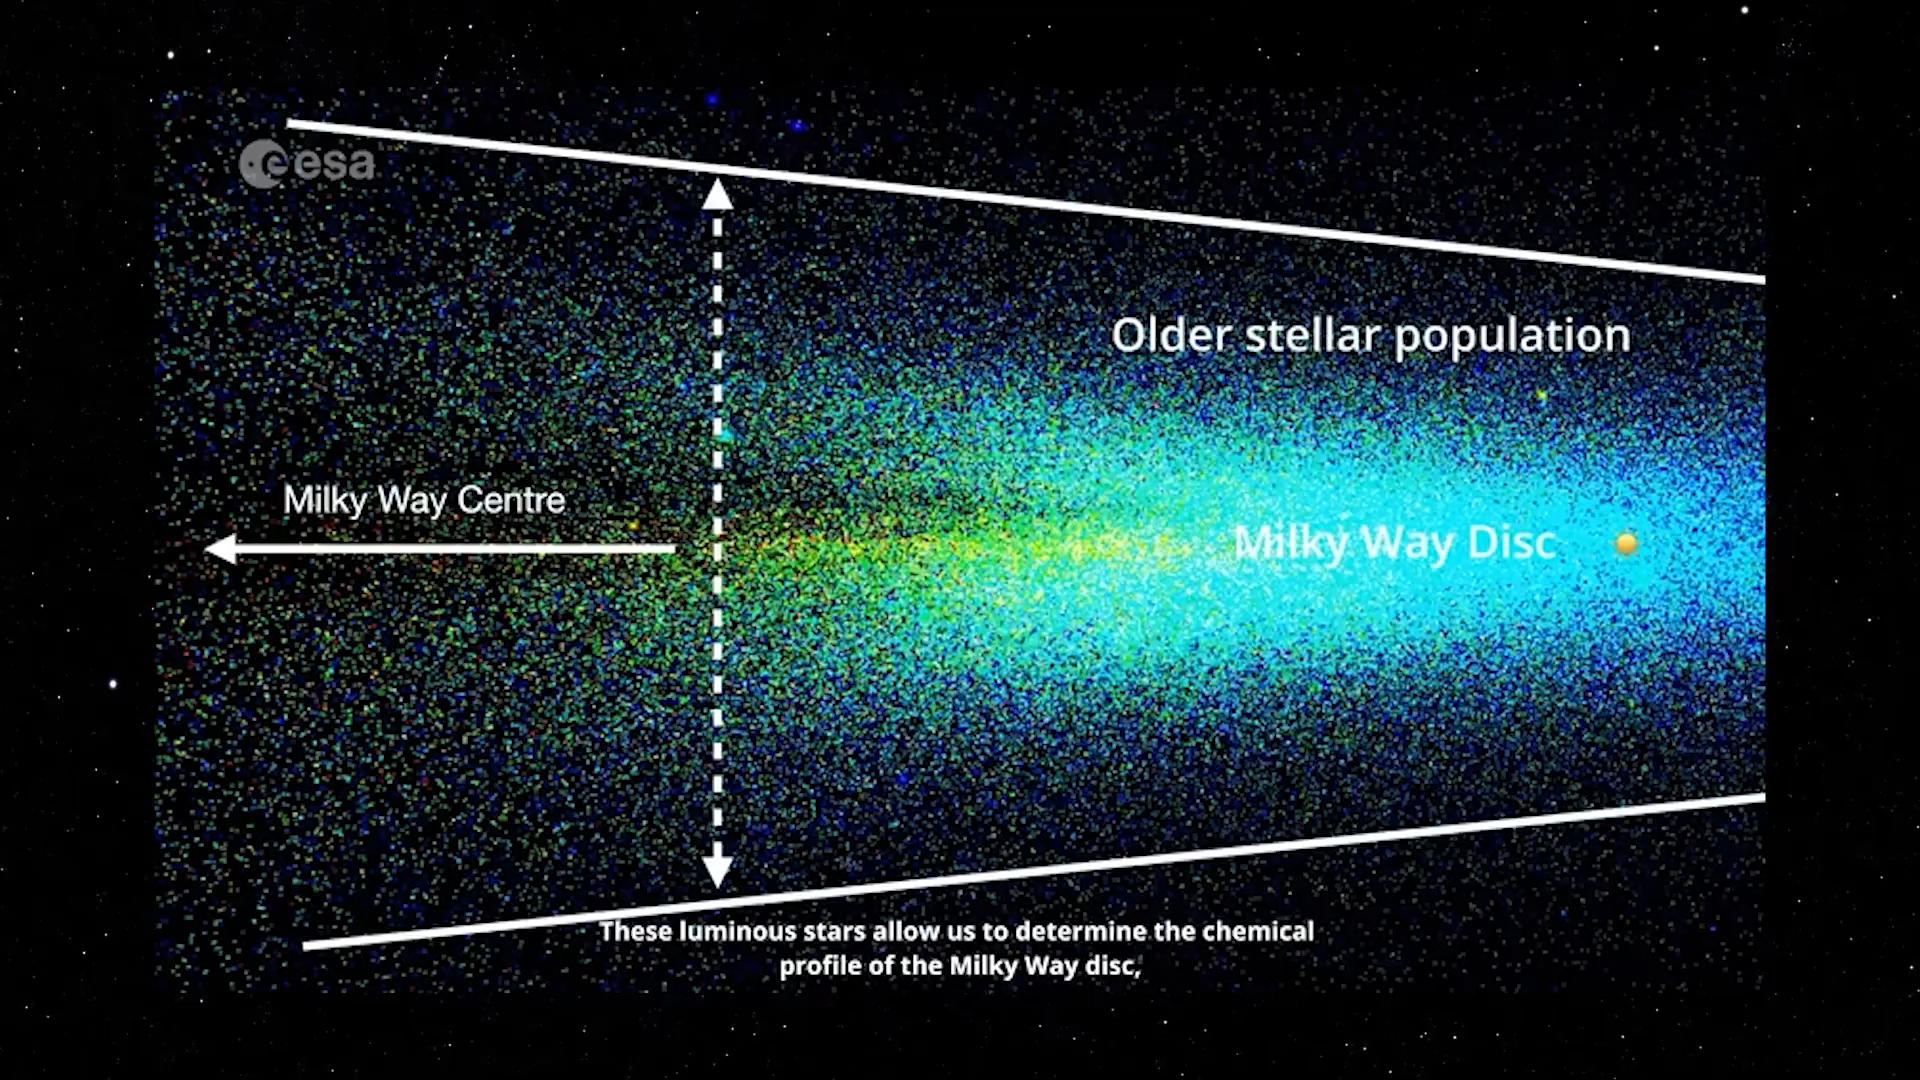 esa
Older stellar population
Milky Way Centre
Milky Way Disc
These luminous stars allow us to determine the chemical
profile of the Milky Way disc,